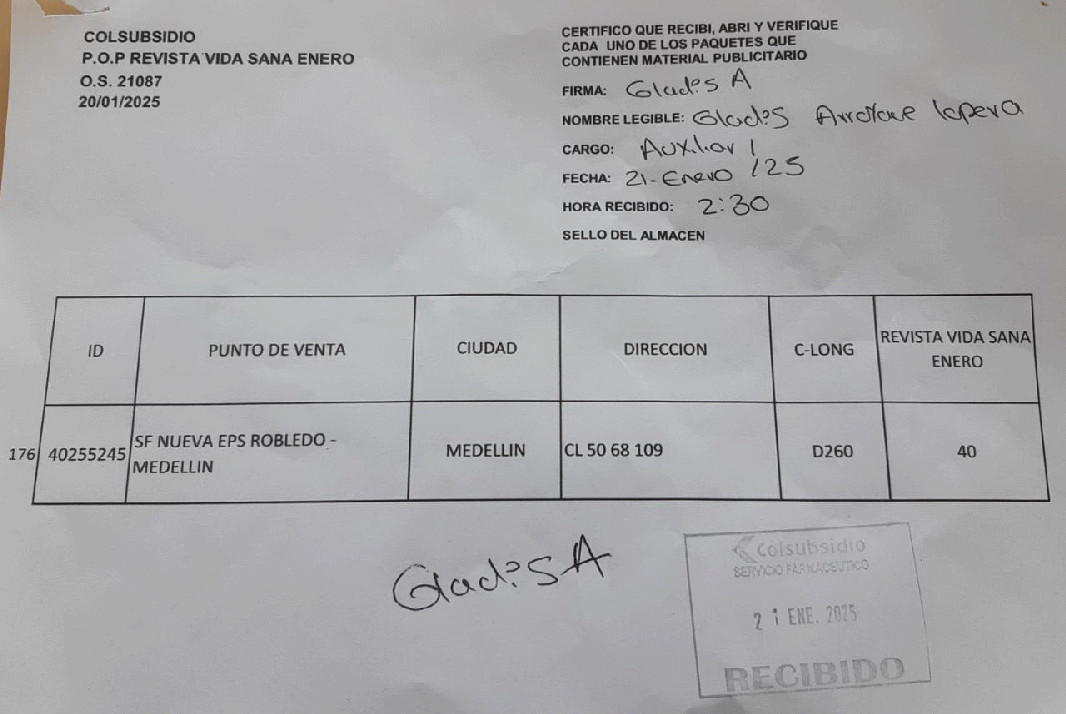 COLSUBSIDIO
P.O.P REVISTA VIDA SANA ENERO
O.S. 21087
20/01/2025
CERTIFICO QUE RECIBI, ABRI Y VERIFIQUE
CADA UNO DE LOS PAQUETES QUE
CONTIENEN MATERIAL PUBLICITARIO
FIRMA: Gladis A
NOMBRE LEGIBLE: Gladis
CARGO: Auxiliar 1
FECHA: 21-Enero /25
HORA RECIBIDO: 2:30
SELLO DEL ALMACEN
ID PUNTO DE VENTA CIUDAD DIRECCION C-LONG REVISTA VIDA SANA
ENERO
176 40255245 SF NUEVA EPS ROBLEDO - MEDELLIN CL 50 68 109 D260 40
MEDELLIN
Gladis A
Colsubsidio
SERVICIO FARMACEUTICO
21 ENE. 2025
RECIBIDO